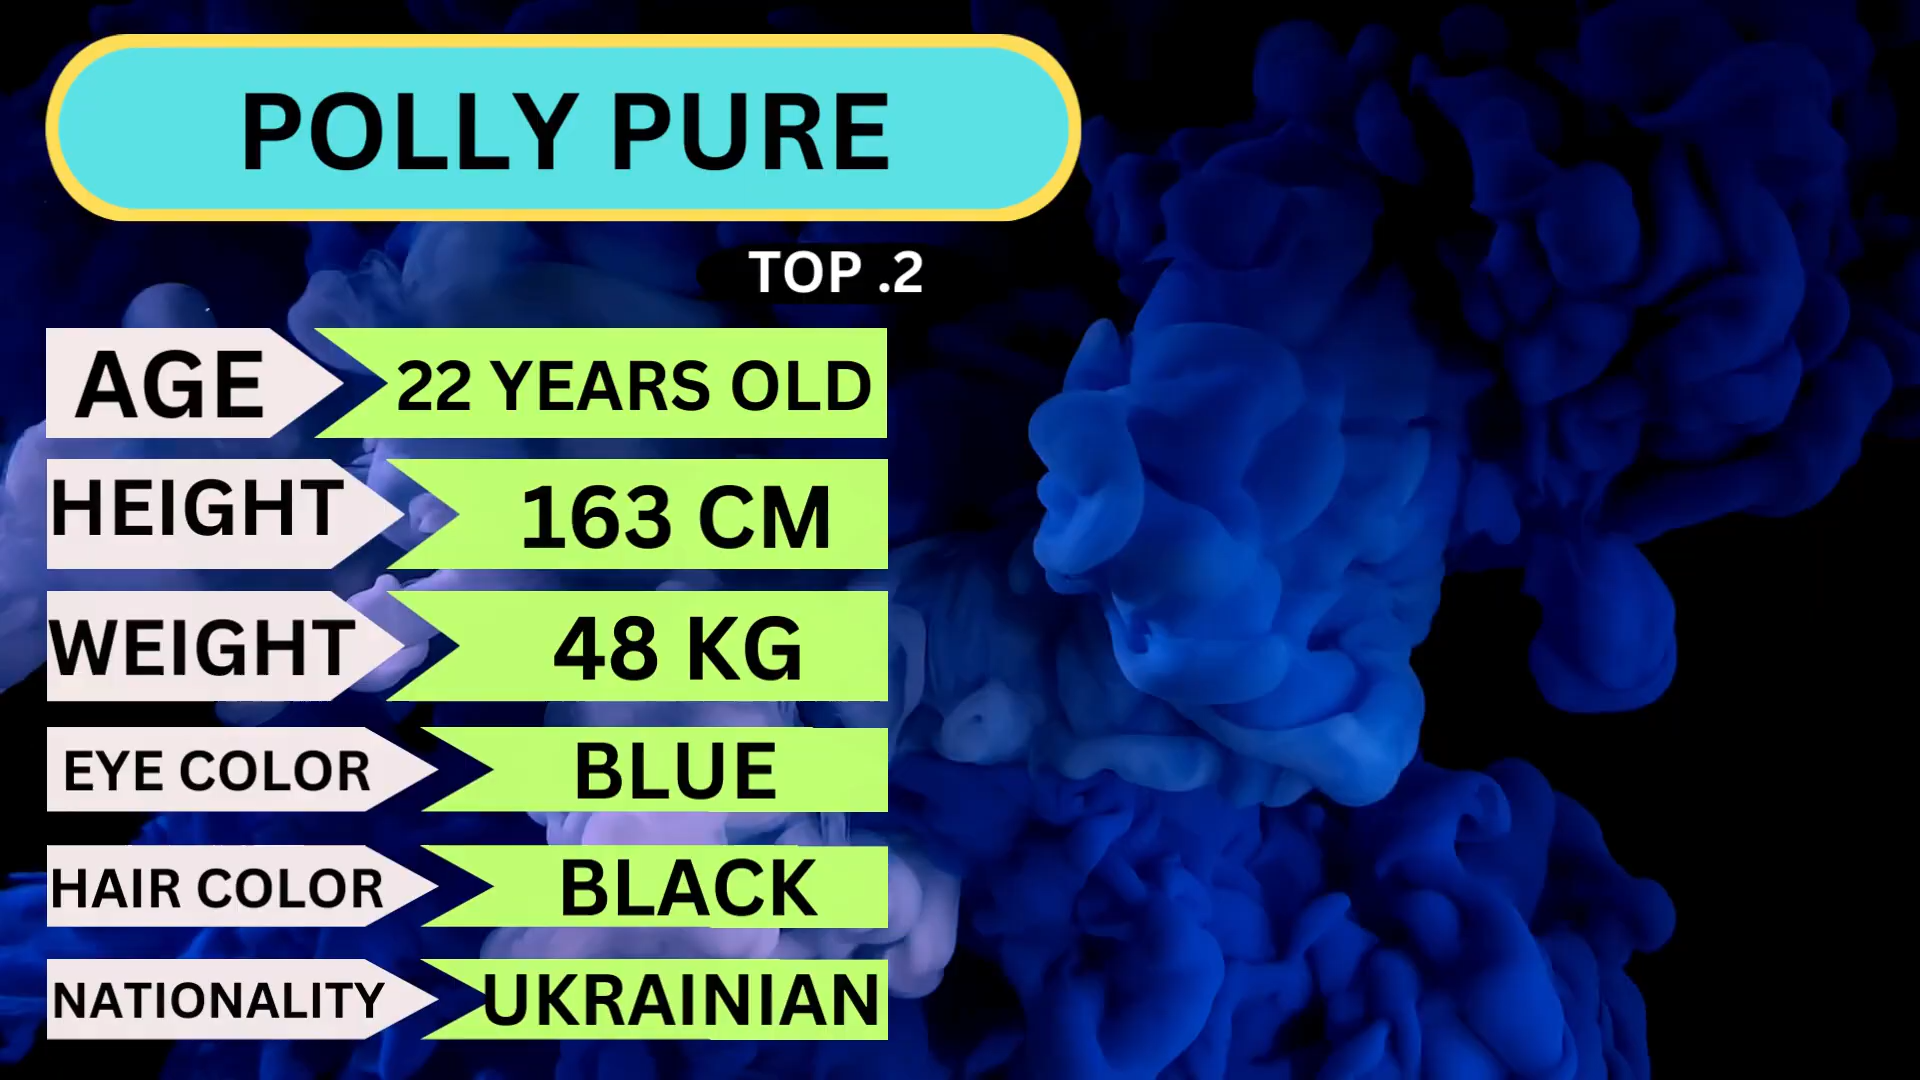 POLLY PURE
TOP .2
AGE 22 YEARS OLD
HEIGHT 163 CM
WEIGHT 48 KG
EYE COLOR BLUE
HAIR COLOR BLACK
NATIONALITY UKRAINIAN